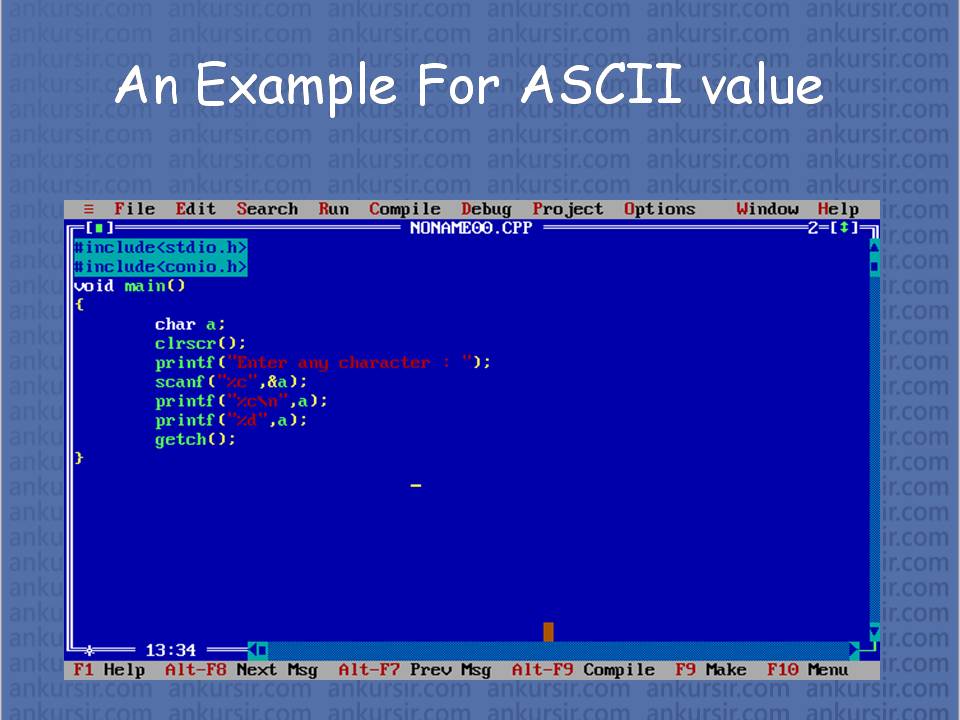 An Example For ASCII value
≡ File Edit Search Run Compile Debug Project Options Window Help
[■] NONAME00.CPP 2=[↕]
#include<stdio.h>
#include<conio.h>
void main()
{
char a;
clrscr();
printf("Enter any character : ");
scanf("%c",&a);
printf("%c\n",a);
printf("%d",a);
getch();
}
* 13:34
F1 Help Alt-F8 Next Msg Alt-F7 Prev Msg Alt-F9 Compile F9 Make F10 Menu
ankursir.com